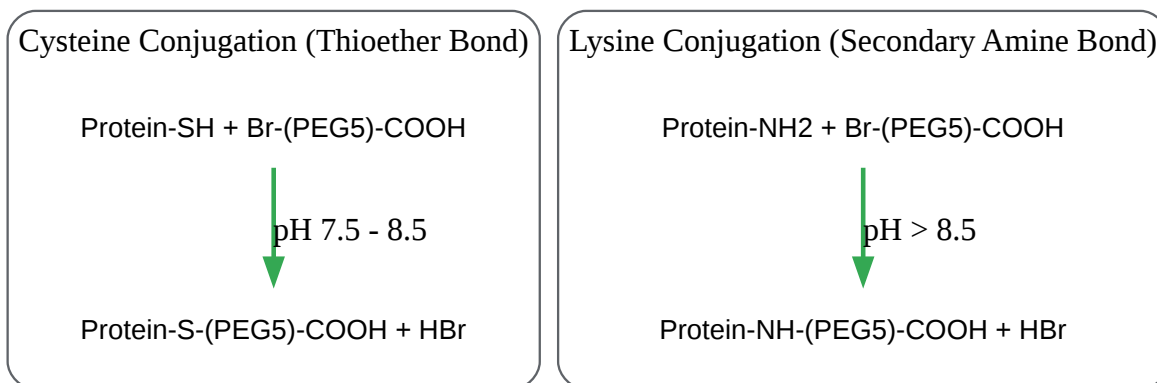 Cysteine Conjugation (Thioether Bond)
Protein-SH + Br-(PEG5)-COOH
pH 7.5 - 8.5
Protein-S-(PEG5)-COOH + HBr
Lysine Conjugation (Secondary Amine Bond)
Protein-NH2 + Br-(PEG5)-COOH
pH > 8.5
Protein-NH-(PEG5)-COOH + HBr